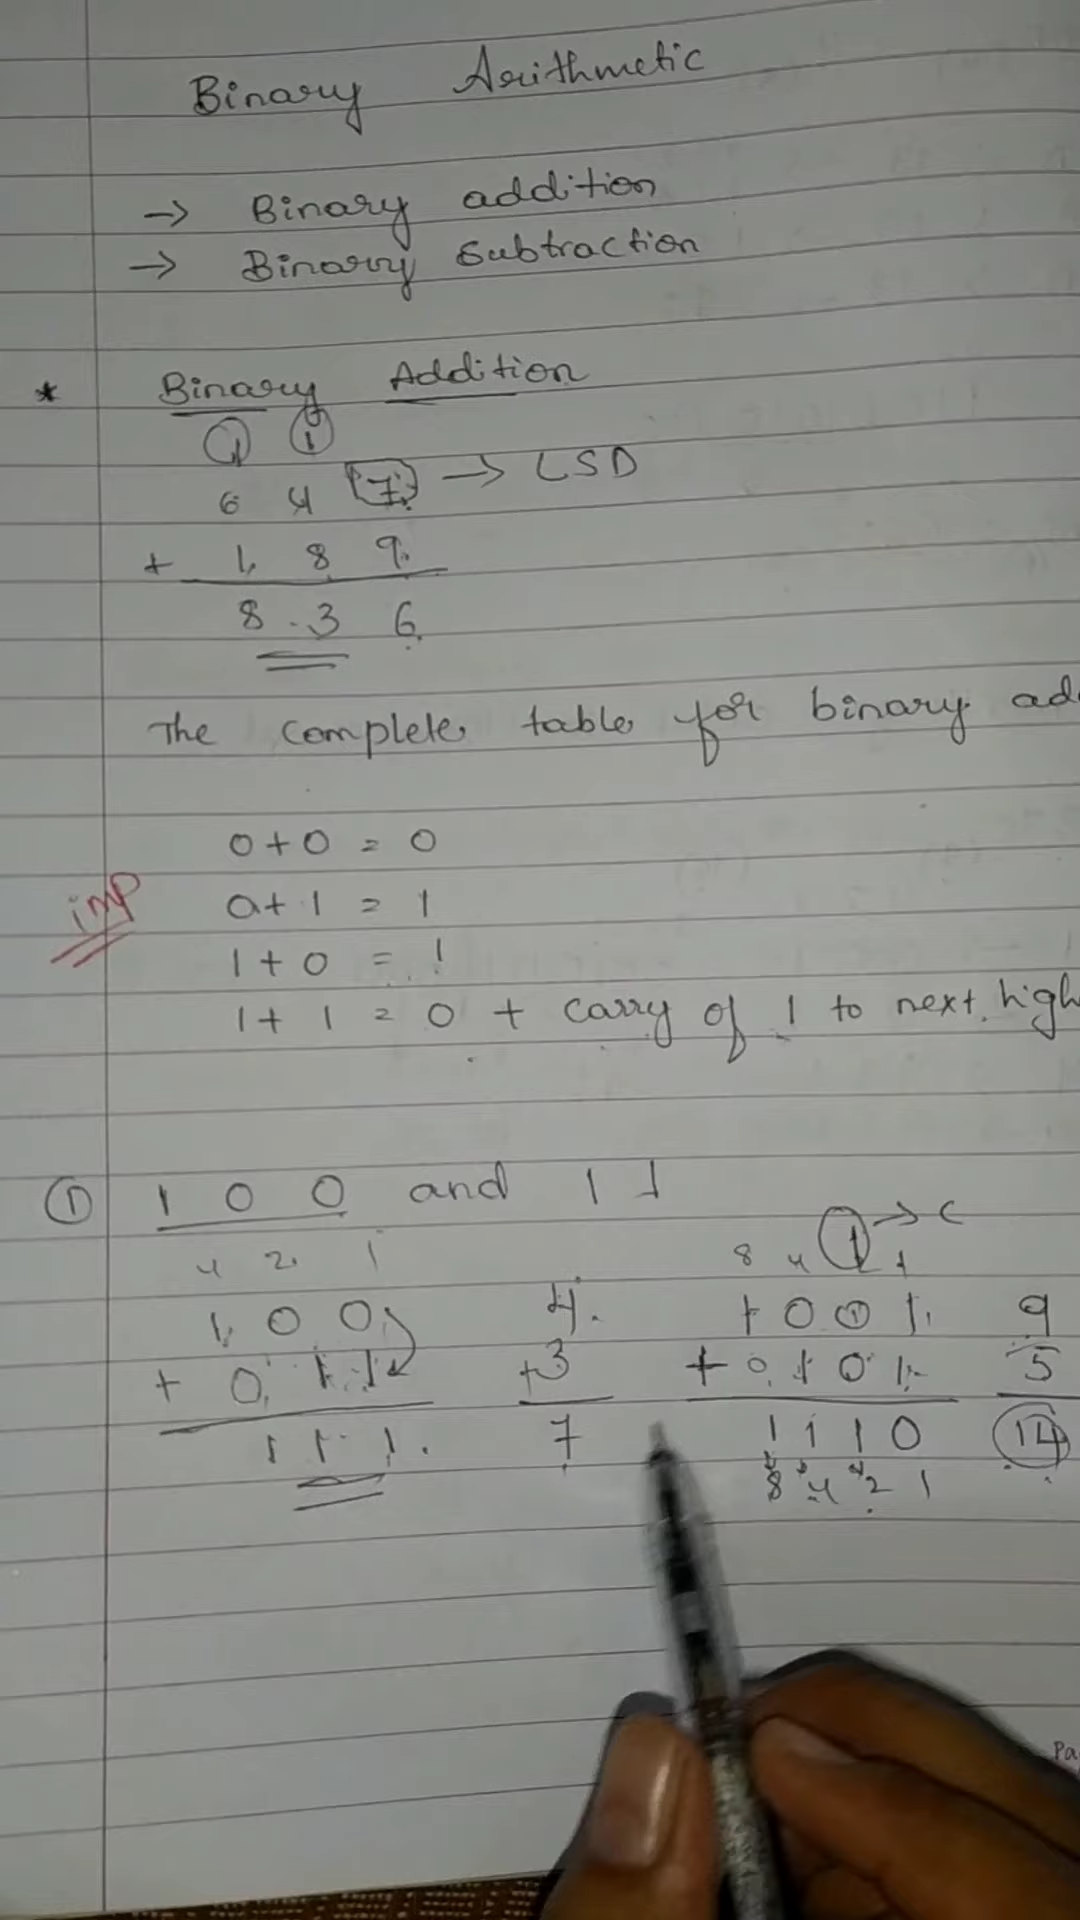 Binary Arithmetic
→ Binary addition
→ Binary Subtraction
* Binary Addition
1 1
6 4 7 → LSD
+ 1 8 9
8 3 6
The complete table for binary
imp
0 + 0 = 0
0 + 1 = 1
1 + 0 = 1
1 + 1 = 0 + carry of 1 to next high
① 1 0 0 and 1 1
4 2 1
1 0 0
+ 0 1 1
1 1 1
4
+3
7
8 4 1 1 → C
1 0 0 1
+ 0 1 0 1
1 1 1 0
8 4 2 1
9
5
14